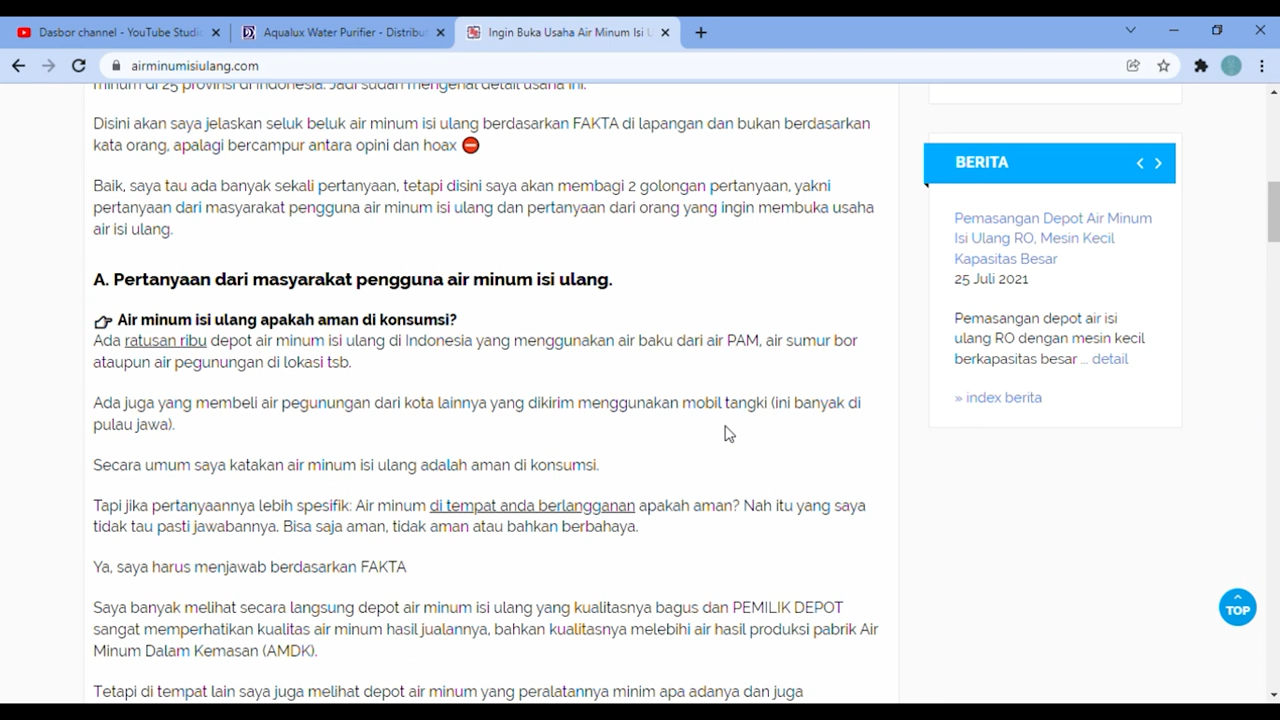 Dasbor channel - YouTube Studio
Aqualux Water Purifier - Distribut
Ingin Buka Usaha Air Minum Isi U
airminumisiulang.com
minum di 25 provinsi di Indonesia. Jadi sudah mengenal detail usaha ini.
Disini akan saya jelaskan seluk beluk air minum isi ulang berdasarkan FAKTA di lapangan dan bukan berdasarkan
kata orang, apalagi bercampur antara opini dan hoax ⛔
Baik, saya tau ada banyak sekali pertanyaan, tetapi disini saya akan membagi 2 golongan pertanyaan, yakni
pertanyaan dari masyarakat pengguna air minum isi ulang dan pertanyaan dari orang yang ingin membuka usaha
air isi ulang.
A. Pertanyaan dari masyarakat pengguna air minum isi ulang.
👉 Air minum isi ulang apakah aman di konsumsi?
Ada ratusan ribu depot air minum isi ulang di Indonesia yang menggunakan air baku dari air PAM, air sumur bor
ataupun air pegunungan di lokasi tsb.
Ada juga yang membeli air pegunungan dari kota lainnya yang dikirim menggunakan mobil tangki (ini banyak di
pulau jawa).
Secara umum saya katakan air minum isi ulang adalah aman di konsumsi.
Tapi jika pertanyaannya lebih spesifik: Air minum di tempat anda berlangganan apakah aman? Nah itu yang saya
tidak tau pasti jawabannya. Bisa saja aman, tidak aman atau bahkan berbahaya.
Ya, saya harus menjawab berdasarkan FAKTA
Saya banyak melihat secara langsung depot air minum isi ulang yang kualitasnya bagus dan PEMILIK DEPOT
sangat memperhatikan kualitas air minum hasil jualannya, bahkan kualitasnya melebihi air hasil produksi pabrik Air
Minum Dalam Kemasan (AMDK).
Tetapi di tempat lain saya juga melihat depot air minum yang peralatannya minim apa adanya dan juga
BERITA
Pemasangan Depot Air Minum
Isi Ulang RO, Mesin Kecil
Kapasitas Besar
25 Juli 2021
Pemasangan depot air isi
ulang RO dengan mesin kecil
berkapasitas besar ... detail
» index berita
TOP